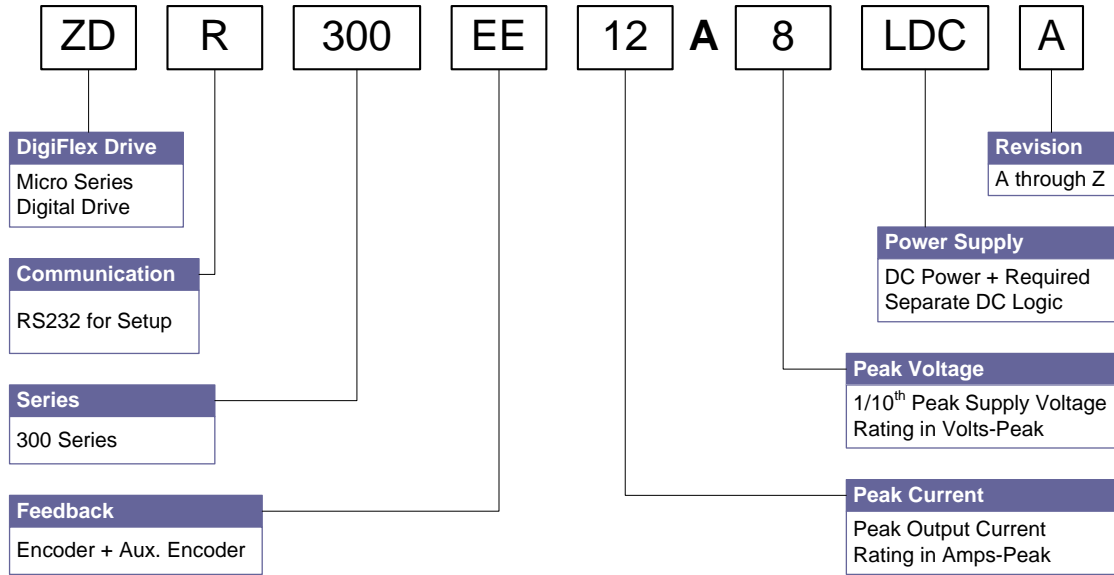 ZD R 300 EE 12 A 8 LDC A
DigiFlex Drive
Micro Series
Digital Drive
Communication
RS232 for Setup
Series
300 Series
Feedback
Encoder + Aux. Encoder
Revision
A through Z
Power Supply
DC Power + Required
Separate DC Logic
Peak Voltage
1/10th Peak Supply Voltage
Rating in Volts-Peak
Peak Current
Peak Output Current
Rating in Amps-Peak